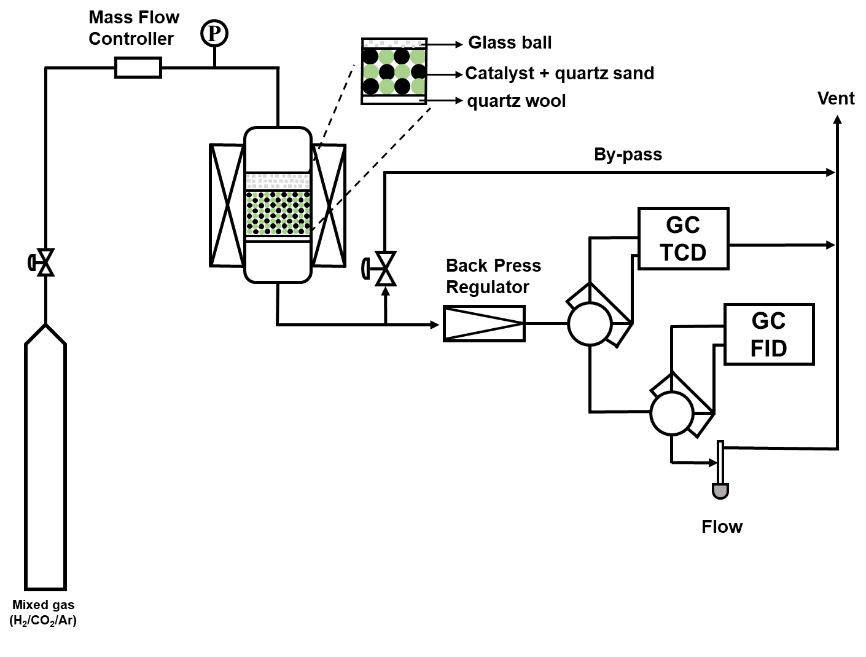 Mass Flow
Controller
P
Glass ball
Catalyst + quartz sand
quartz wool
Vent
By-pass
GC
TCD
Back Press
Regulator
GC
FID
Flow
Mixed gas
(H₂/CO₂/Ar)